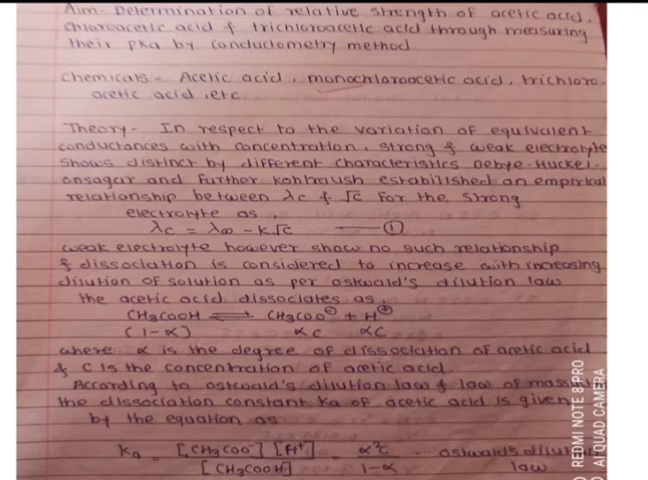 Aim- Determination of relative strength of acetic acid,
chloroacetic acid & trichloroacetic acid through measuring
their pKa by conductometry method
Chemicals - Acetic acid, monochloroacetic acid, trichloro-
acetic acid, etc
Theory- In respect to the variation of equivalent
conductances with concentration, strong & weak electrolyte
shows distinct by different characteristics Debye-Huckel-
onsagar and further kohlraush estabilished an empirical
relationship between λc & √c for the strong
electrolyte as,
λc = λ∞ - K√c ——— ①
weak electrolyte however show no such relationship
& dissociation is considered to increase with increasing
dilution of solution as per ostwald's dilution law
the acetic acid dissociates as,
CH3COOH ⇌ CH3COO⊖ + H⊕
(1-α) αC αC
where α is the degree of dissociation of acetic acid
& C is the concentration of acetic acid.
According to ostwald's dilution law & law of mass
the dissociation constant Ka of acetic acid is given
by the equation as
Ka = [CH3COO-] [H+] / [CH3COOH] = α²c / 1-α ... ostwald's dilution
law
REDMI NOTE 8 PRO
AI QUAD CAMERA